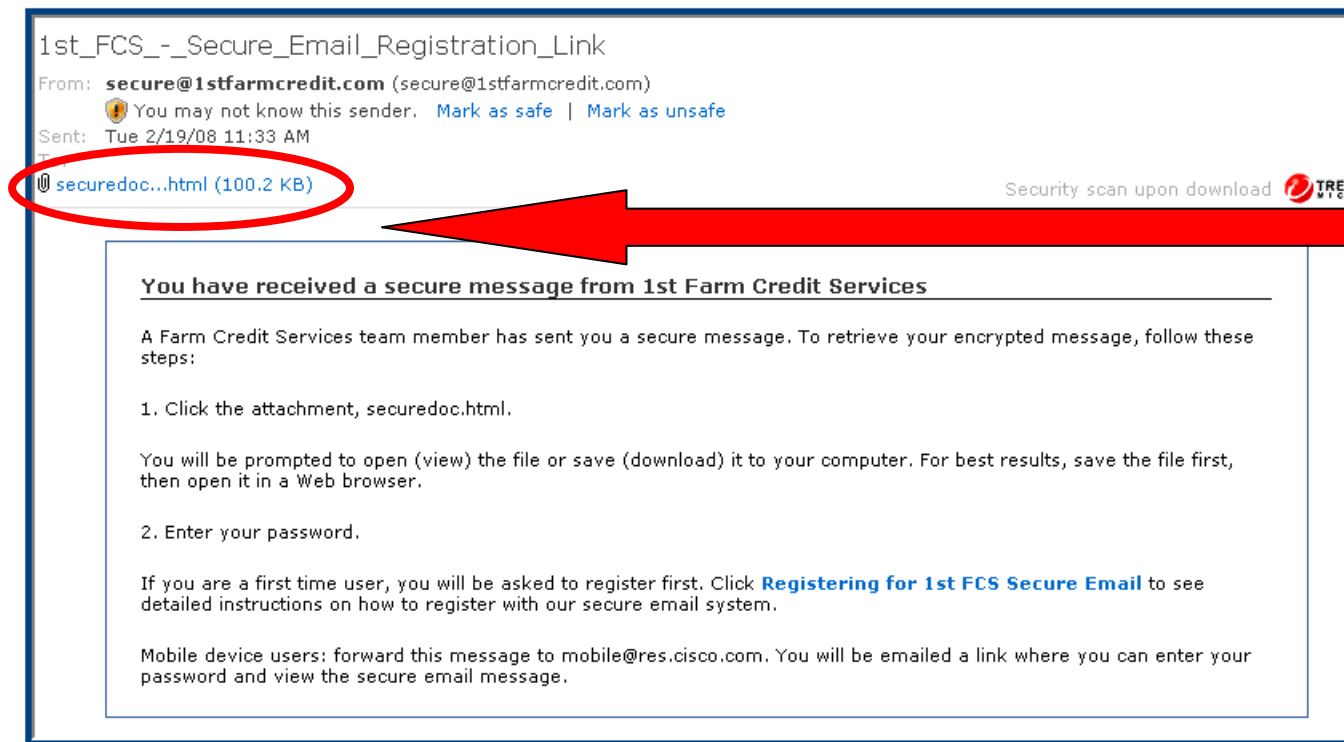 1st_FCS_-_Secure_Email_Registration_Link
From: secure@1stfarmcredit.com (secure@1stfarmcredit.com)
You may not know this sender. Mark as safe | Mark as unsafe
Sent: Tue 2/19/08 11:33 AM
securedoc...html (100.2 KB)
Security scan upon download
You have received a secure message from 1st Farm Credit Services
A Farm Credit Services team member has sent you a secure message. To retrieve your encrypted message, follow these
steps:
1. Click the attachment, securedoc.html.
You will be prompted to open (view) the file or save (download) it to your computer. For best results, save the file first,
then open it in a Web browser.
2. Enter your password.
If you are a first time user, you will be asked to register first. Click Registering for 1st FCS Secure Email to see
detailed instructions on how to register with our secure email system.
Mobile device users: forward this message to mobile@res.cisco.com. You will be emailed a link where you can enter your
password and view the secure email message.